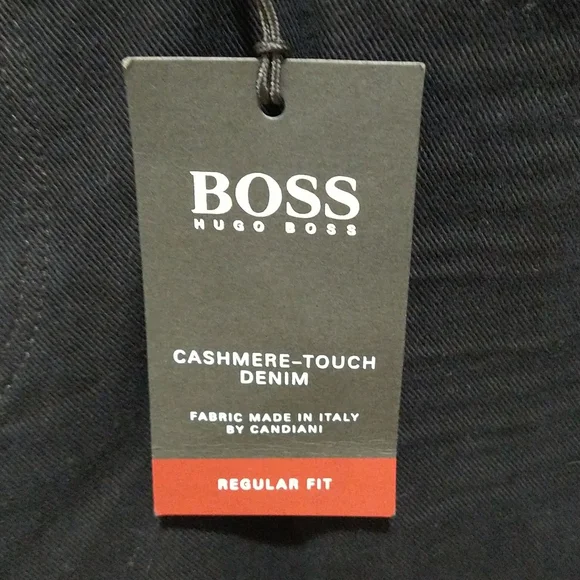 BOSS
HUGO BOSS
CASHMERE-TOUCH
DENIM
FABRIC MADE IN ITALY
BY CANDIANI
REGULAR FIT